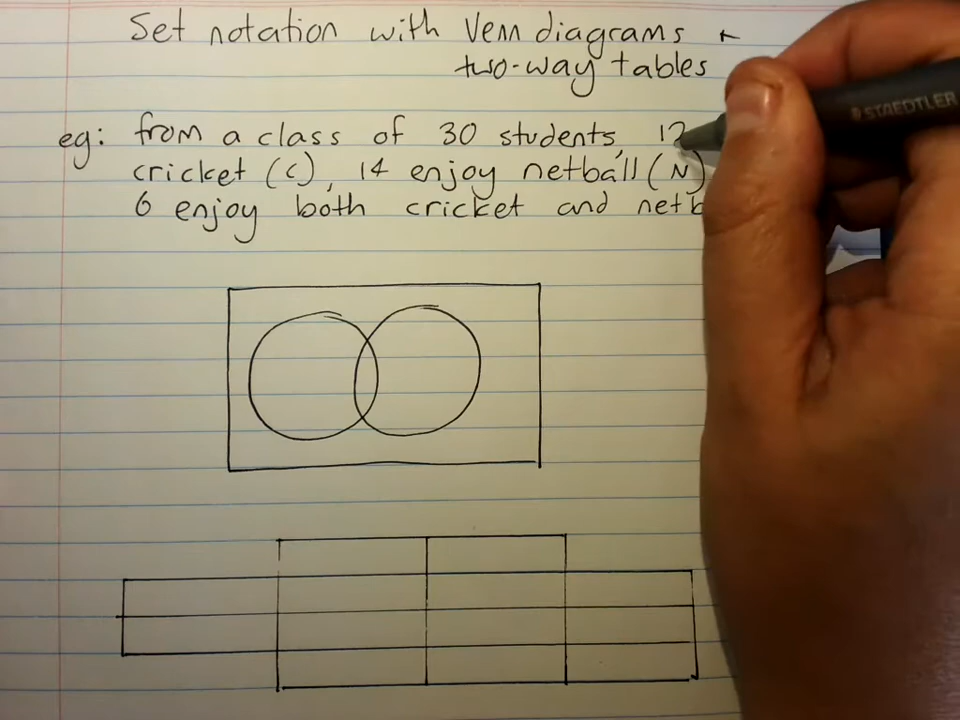 Set notation with Venn diagrams +
two-way tables
eg: from a class of 30 students,
cricket (C), 14 enjoy netball (N)
6 enjoy both cricket and netb
STAEDTLER